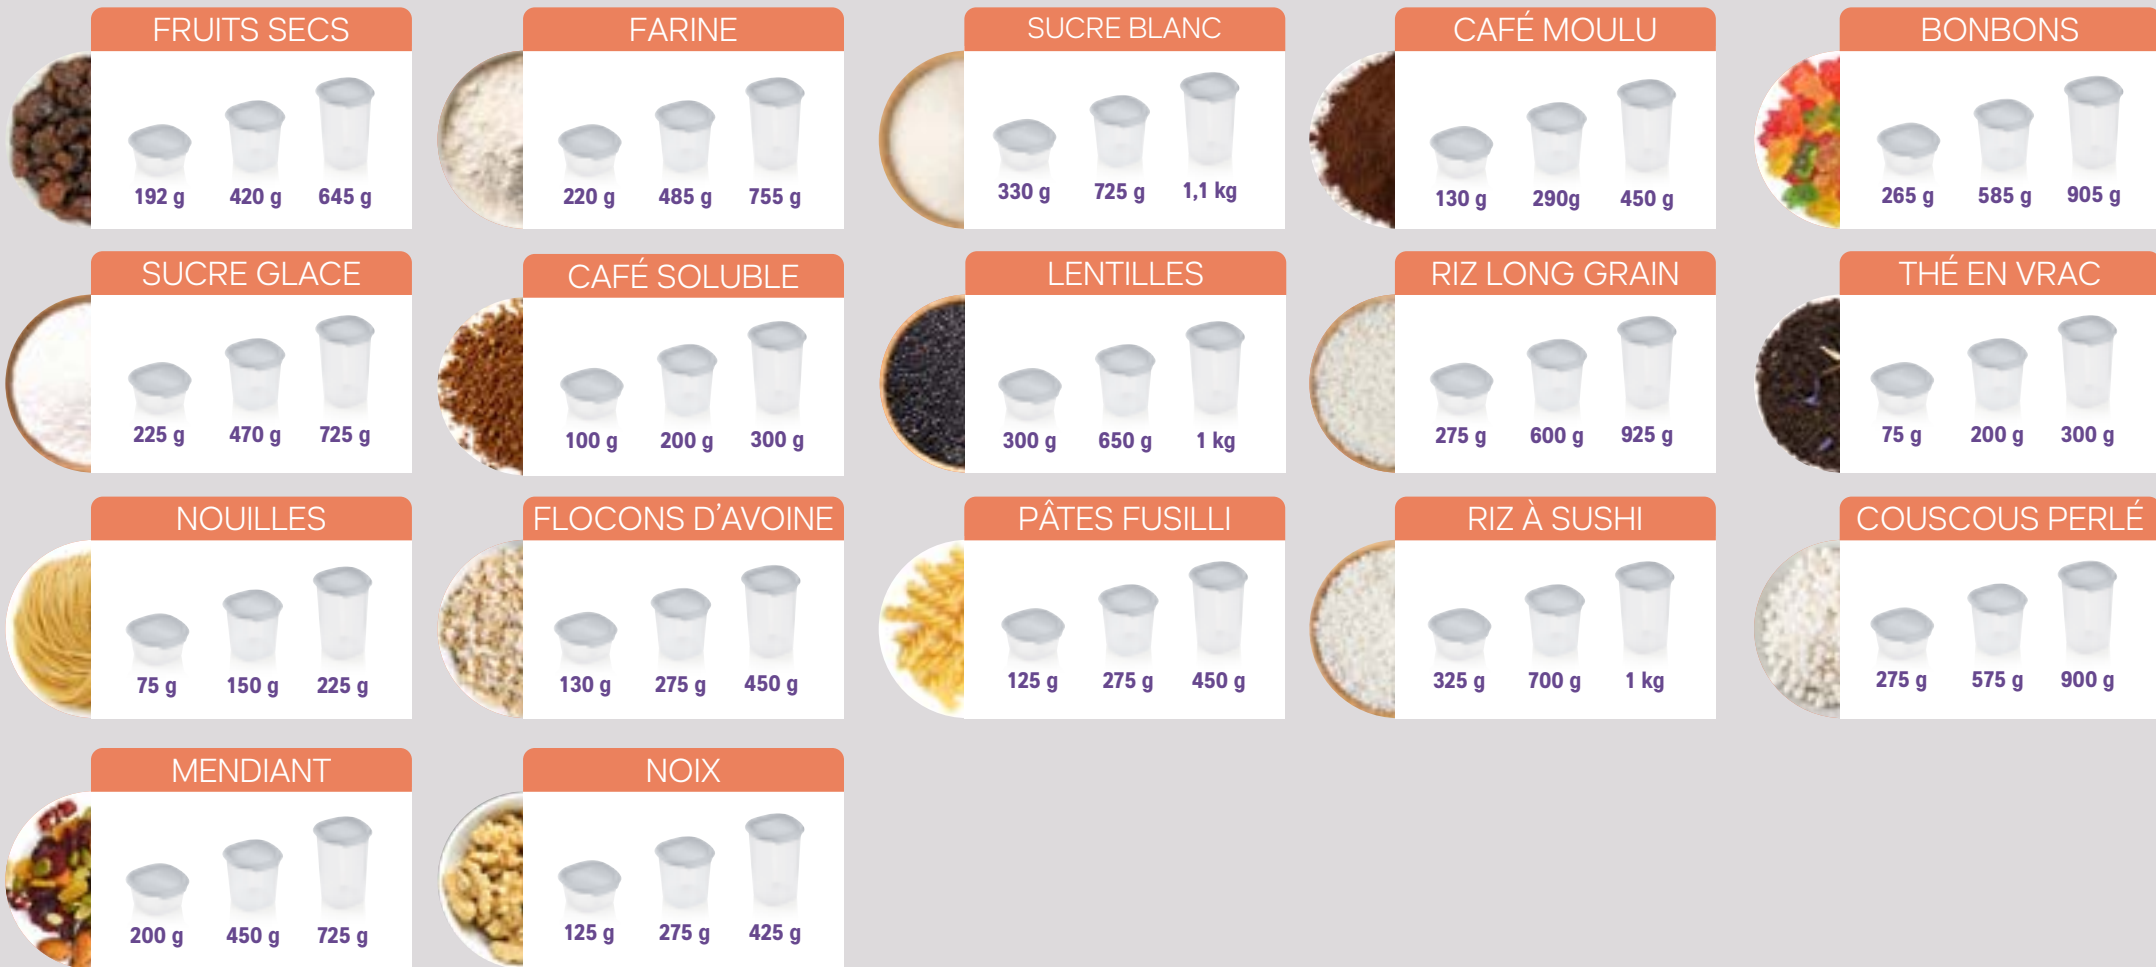 FRUITS SECS
192 g 420 g 645 g
FARINE
220 g 485 g 755 g
SUCRE BLANC
330 g 725 g 1,1 kg
CAFÉ MOULU
130 g 290g 450 g
BONBONS
265 g 585 g 905 g
SUCRE GLACE
225 g 470 g 725 g
CAFÉ SOLUBLE
100 g 200 g 300 g
LENTILLES
300 g 650 g 1 kg
RIZ LONG GRAIN
275 g 600 g 925 g
THÉ EN VRAC
75 g 200 g 300 g
NOUILLES
75 g 150 g 225 g
FLOCONS D'AVOINE
130 g 275 g 450 g
PÂTES FUSILLI
125 g 275 g 450 g
RIZ À SUSHI
325 g 700 g 1 kg
COUSCOUS PERLÉ
275 g 575 g 900 g
MENDIANT
200 g 450 g 725 g
NOIX
125 g 275 g 425 g